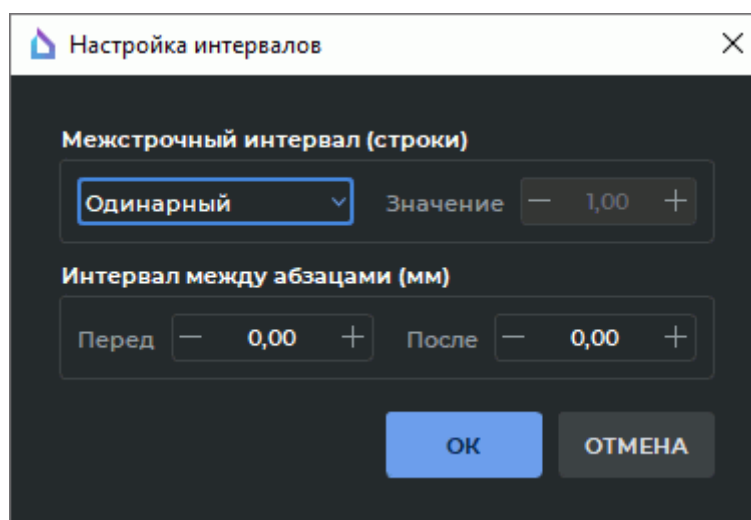 Настройка интервалов
Межстрочный интервал (строки)
Одинарный Значение 1,00
Интервал между абзацами (мм)
Перед 0,00 После 0,00
ОК ОТМЕНА